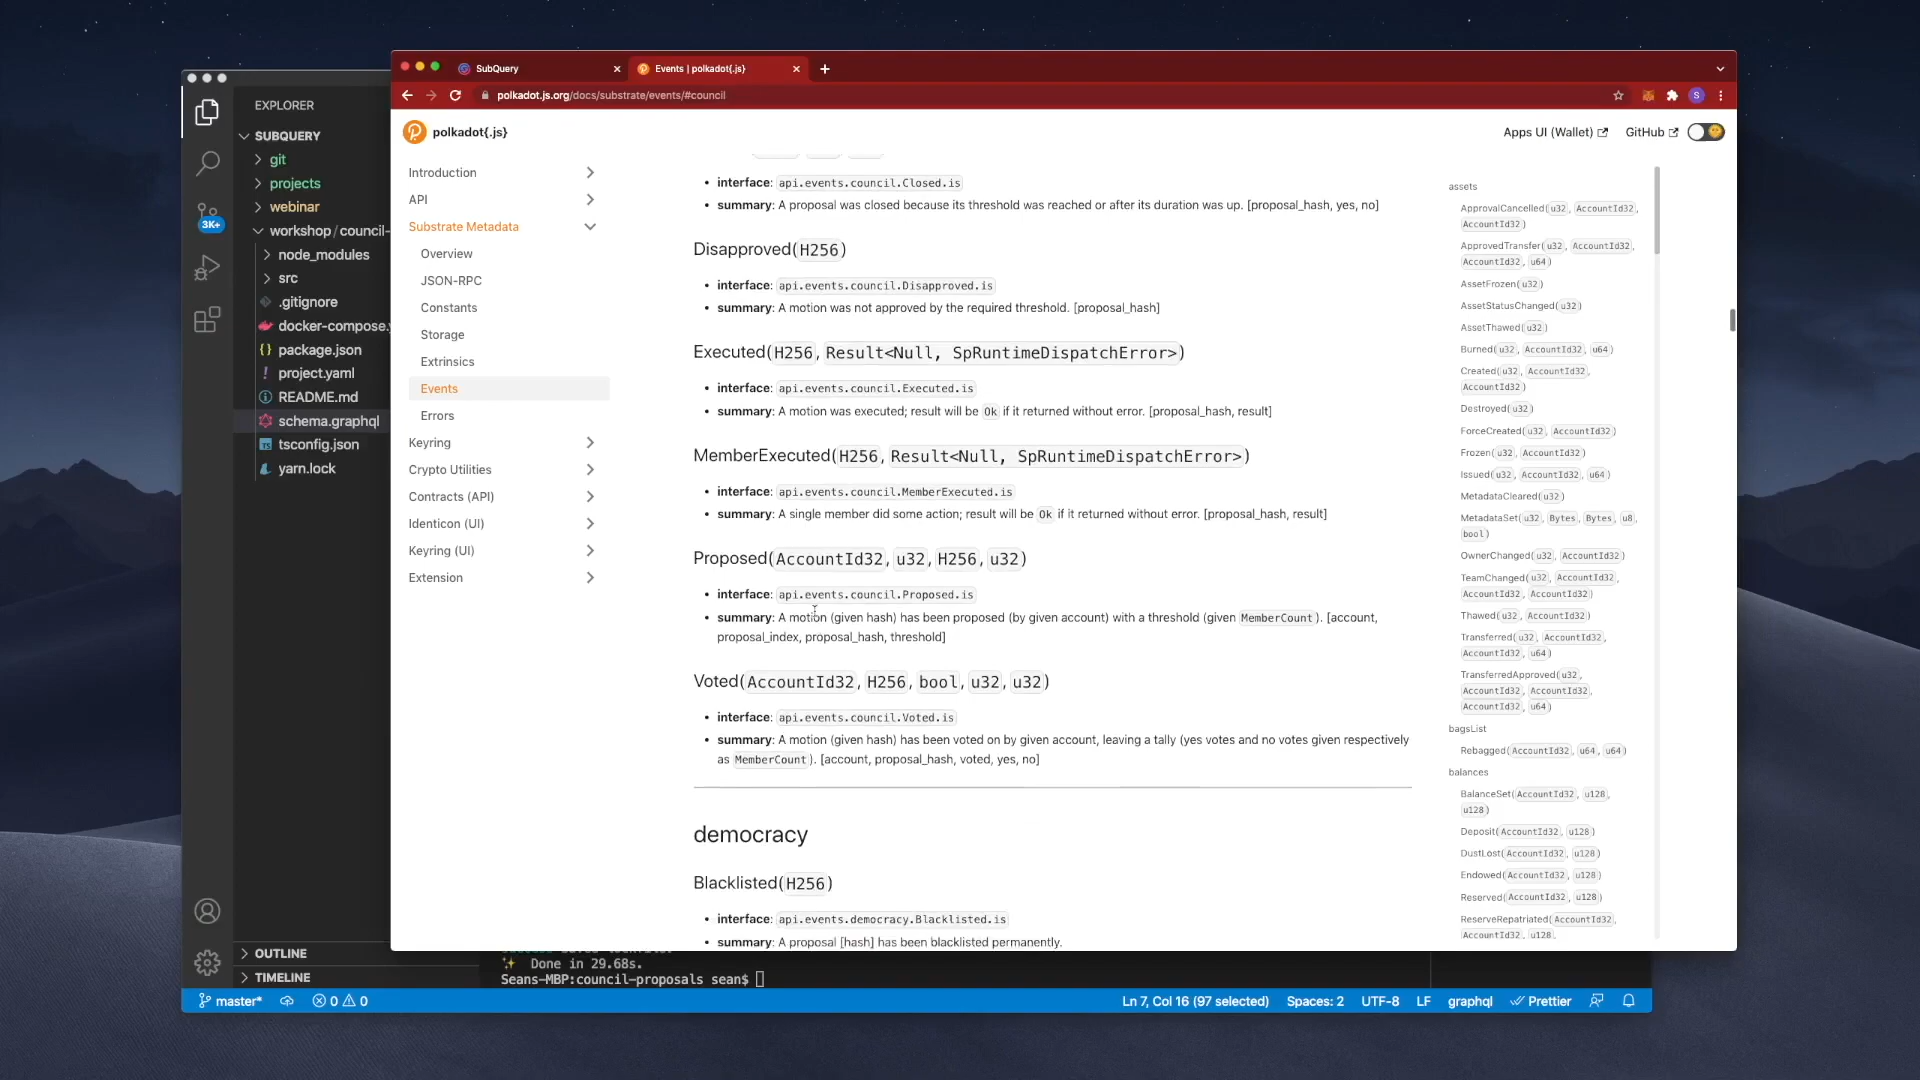 SubQuery
Events | polkadot{.js}
polkadot.js.org/docs/substrate/events/#council
S
polkadot{.js}
Apps UI (Wallet)
GitHub
EXPLORER
SUBQUERY
git
projects
webinar
workshop / council-
node_modules
src
.gitignore
docker-compose.y
package.json
project.yaml
README.md
schema.graphql
tsconfig.json
yarn.lock
3K+
OUTLINE
TIMELINE
Introduction
API
Substrate Metadata
Overview
JSON-RPC
Constants
Storage
Extrinsics
Events
Errors
Keyring
Crypto Utilities
Contracts (API)
Identicon (UI)
Keyring (UI)
Extension
• interface: api.events.council.Closed.is
• summary: A proposal was closed because its threshold was reached or after its duration was up. [proposal_hash, yes, no]
Disapproved(H256)
• interface: api.events.council.Disapproved.is
• summary: A motion was not approved by the required threshold. [proposal_hash]
Executed(H256, Result<Null, SpRuntimeDispatchError>)
• interface: api.events.council.Executed.is
• summary: A motion was executed; result will be Ok if it returned without error. [proposal_hash, result]
MemberExecuted(H256, Result<Null, SpRuntimeDispatchError>)
• interface: api.events.council.MemberExecuted.is
• summary: A single member did some action; result will be Ok if it returned without error. [proposal_hash, result]
Proposed(AccountId32, u32, H256, u32)
• interface: api.events.council.Proposed.is
• summary: A motion (given hash) has been proposed (by given account) with a threshold (given MemberCount). [account,
proposal_index, proposal_hash, threshold]
Voted(AccountId32, H256, bool, u32, u32)
• interface: api.events.council.Voted.is
• summary: A motion (given hash) has been voted on by given account, leaving a tally (yes votes and no votes given respectively
as MemberCount). [account, proposal_hash, voted, yes, no]
democracy
Blacklisted(H256)
• interface: api.events.democracy.Blacklisted.is
• summary: A proposal [hash] has been blacklisted permanently.
assets
ApprovalCancelled(u32, AccountId32,
AccountId32)
ApprovedTransfer(u32, AccountId32,
AccountId32, u64)
AssetFrozen(u32)
AssetStatusChanged(u32)
AssetThawed(u32)
Burned(u32, AccountId32, u64)
Created(u32, AccountId32,
AccountId32)
Destroyed(u32)
ForceCreated(u32, AccountId32)
Frozen(u32, AccountId32)
Issued(u32, AccountId32, u64)
MetadataCleared(u32)
MetadataSet(u32, Bytes, Bytes, u8,
bool)
OwnerChanged(u32, AccountId32)
TeamChanged(u32, AccountId32,
AccountId32, AccountId32)
Thawed(u32, AccountId32)
Transferred(u32, AccountId32,
AccountId32, u64)
TransferredApproved(u32,
AccountId32, AccountId32,
AccountId32, u64)
bagsList
Rebagged(AccountId32, u64, u64)
balances
BalanceSet(AccountId32, u128,
u128)
Deposit(AccountId32, u128)
DustLost(AccountId32, u128)
Endowed(AccountId32, u128)
Reserved(AccountId32, u128)
ReserveRepatriated(AccountId32,
AccountId32, u128,
✨ Done in 29.68s.
Seans-MBP:council-proposals sean$
master*
0 0
Ln 7, Col 16 (97 selected)
Spaces: 2
UTF-8
LF
graphql
Prettier